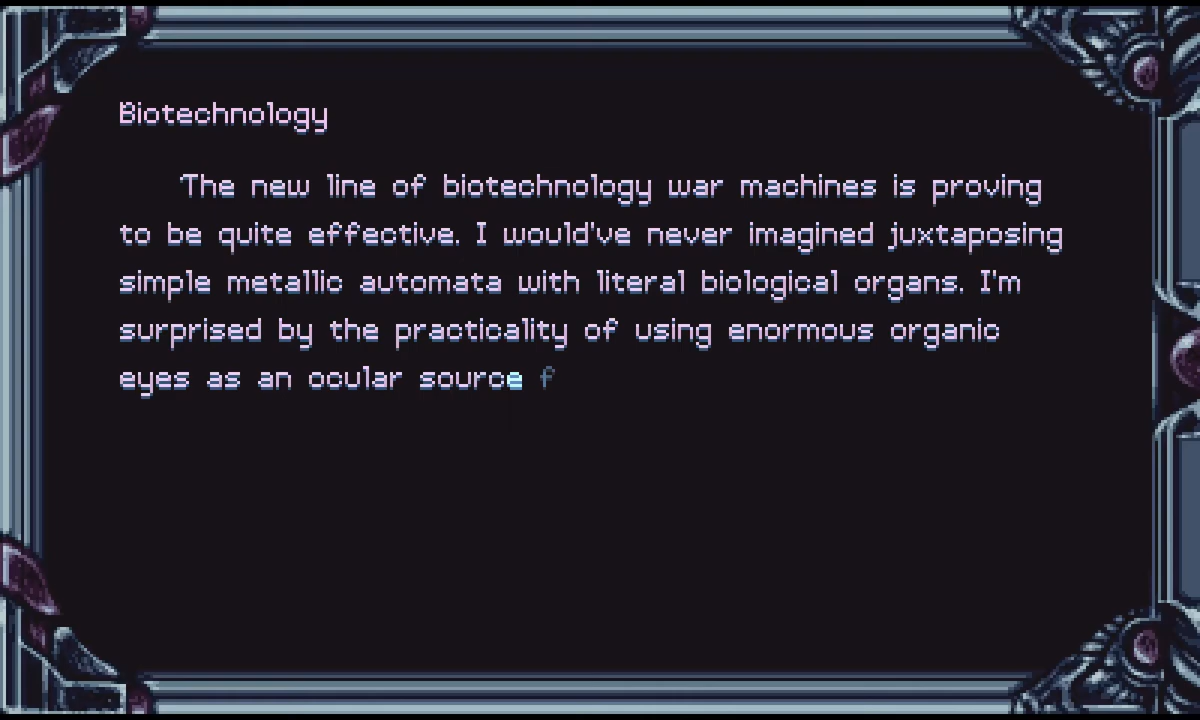 Biotechnology
The new line of biotechnology war machines is proving
to be quite effective. I would've never imagined juxtaposing
simple metallic automata with literal biological organs. I'm
surprised by the practicality of using enormous organic
eyes as an ocular source f